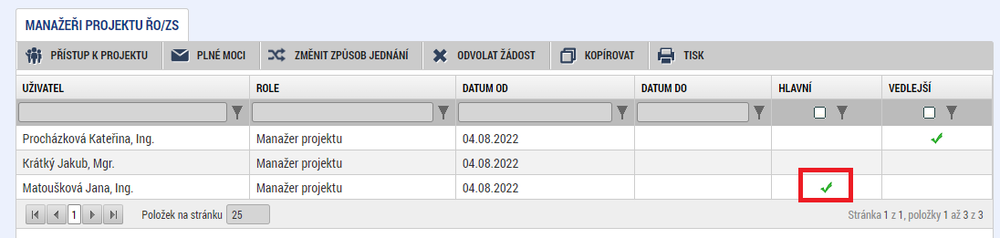 MANAŽEŘI PROJEKTU ŘO/ZS
PŘÍSTUP K PROJEKTU PLNÉ MOCI ZMĚNIT ZPŮSOB JEDNÁNÍ ODVOLAT ŽÁDOST KOPÍROVAT TISK
UŽIVATEL ROLE DATUM OD DATUM DO HLAVNÍ VEDLEJŠÍ
Procházková Kateřina, Ing. Manažer projektu 04.08.2022
Krátký Jakub, Mgr. Manažer projektu 04.08.2022
Matoušková Jana, Ing. Manažer projektu 04.08.2022
1 Položek na stránku 25 Stránka 1 z 1, položky 1 až 3 z 3